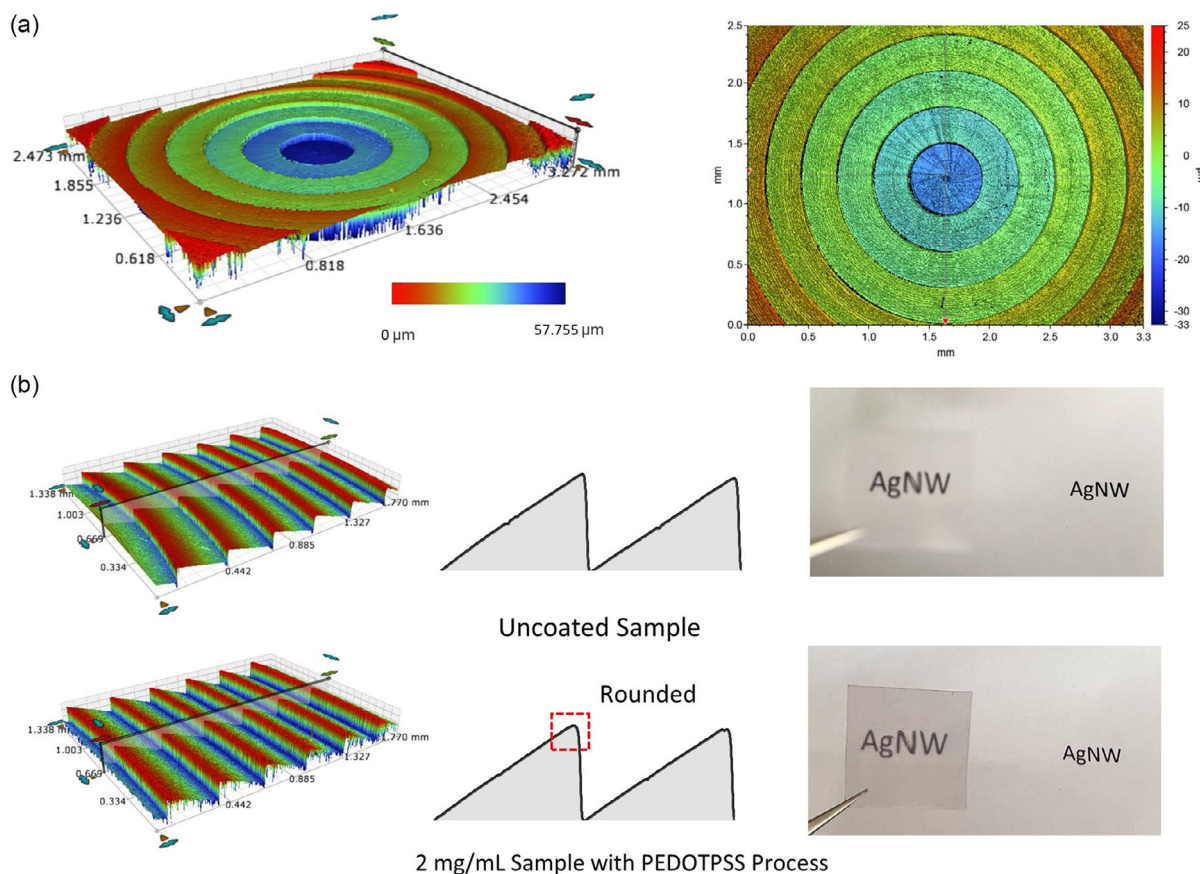 (a)
2.473 mm
1.855
1.236
0.618
0.818
1.636
2.454
3.272 mm
0 µm
57.755 µm
2.5
2.0
1.5
1.0
0.5
0.0
mm
0.0
0.5
1.0
1.5
2.0
2.5
3.0
3.3
mm
25
20
10
0
-10
-20
-30
-33
µm
(b)
1.003
0.669
0.334
0.442
0.885
1.327
1.770 mm
AgNW
AgNW
Uncoated Sample
1.338 mm
1.003
0.669
0.334
0.442
0.885
1.327
1.770 mm
Rounded
AgNW
AgNW
2 mg/mL Sample with PEDOTPSS Process